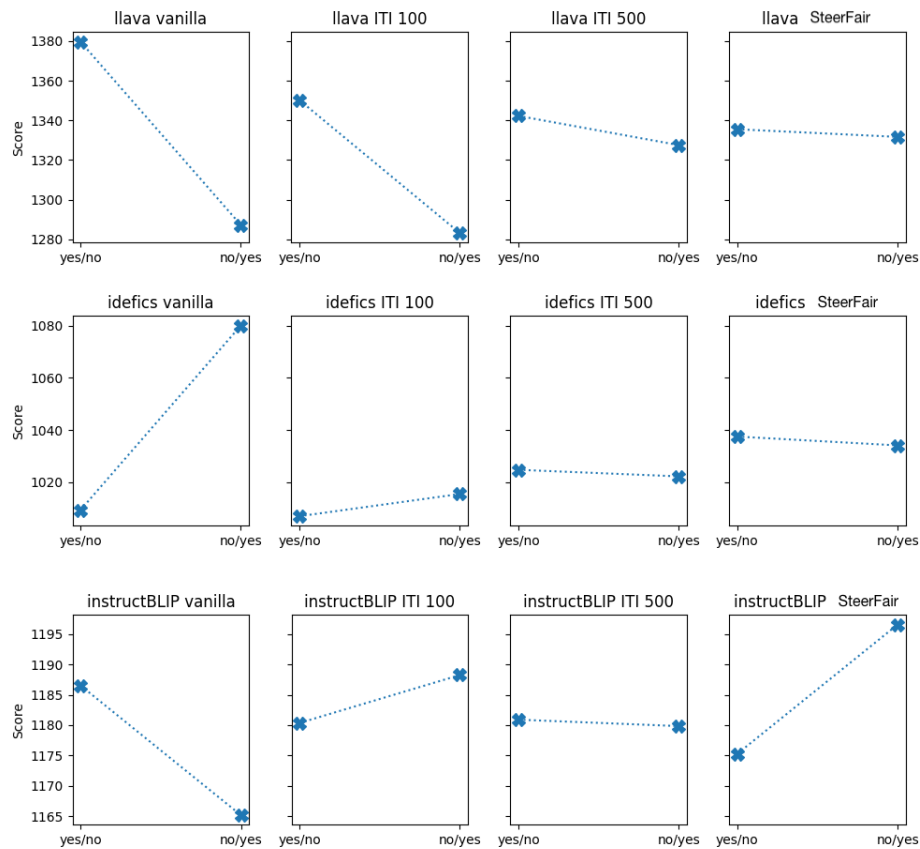 llava vanilla
llava ITI 100
llava ITI 500
llava SteerFair
Score
1380
1360
1340
1320
1300
1280
yes/no no/yes
yes/no no/yes
yes/no no/yes
yes/no no/yes
idefics vanilla
idefics ITI 100
idefics ITI 500
idefics SteerFair
Score
1080
1060
1040
1020
yes/no no/yes
yes/no no/yes
yes/no no/yes
yes/no no/yes
instructBLIP vanilla
instructBLIP ITI 100
instructBLIP ITI 500
instructBLIP SteerFair
Score
1195
1190
1185
1180
1175
1170
1165
yes/no no/yes
yes/no no/yes
yes/no no/yes
yes/no no/yes